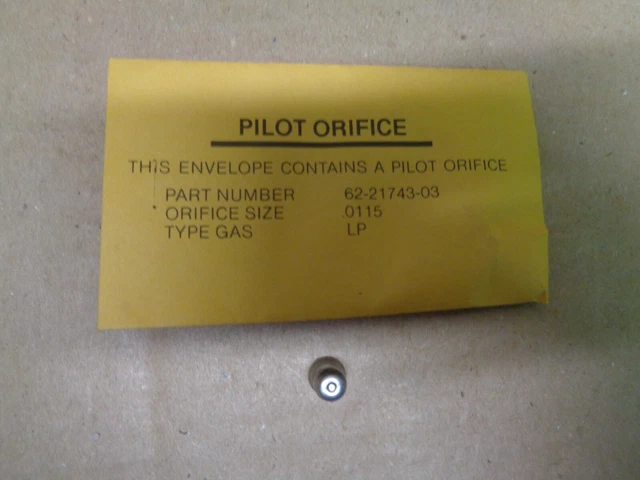 PILOT ORIFICE
THIS ENVELOPE CONTAINS A PILOT ORIFICE
PART NUMBER 62-21743-03
ORIFICE SIZE .0115
TYPE GAS LP